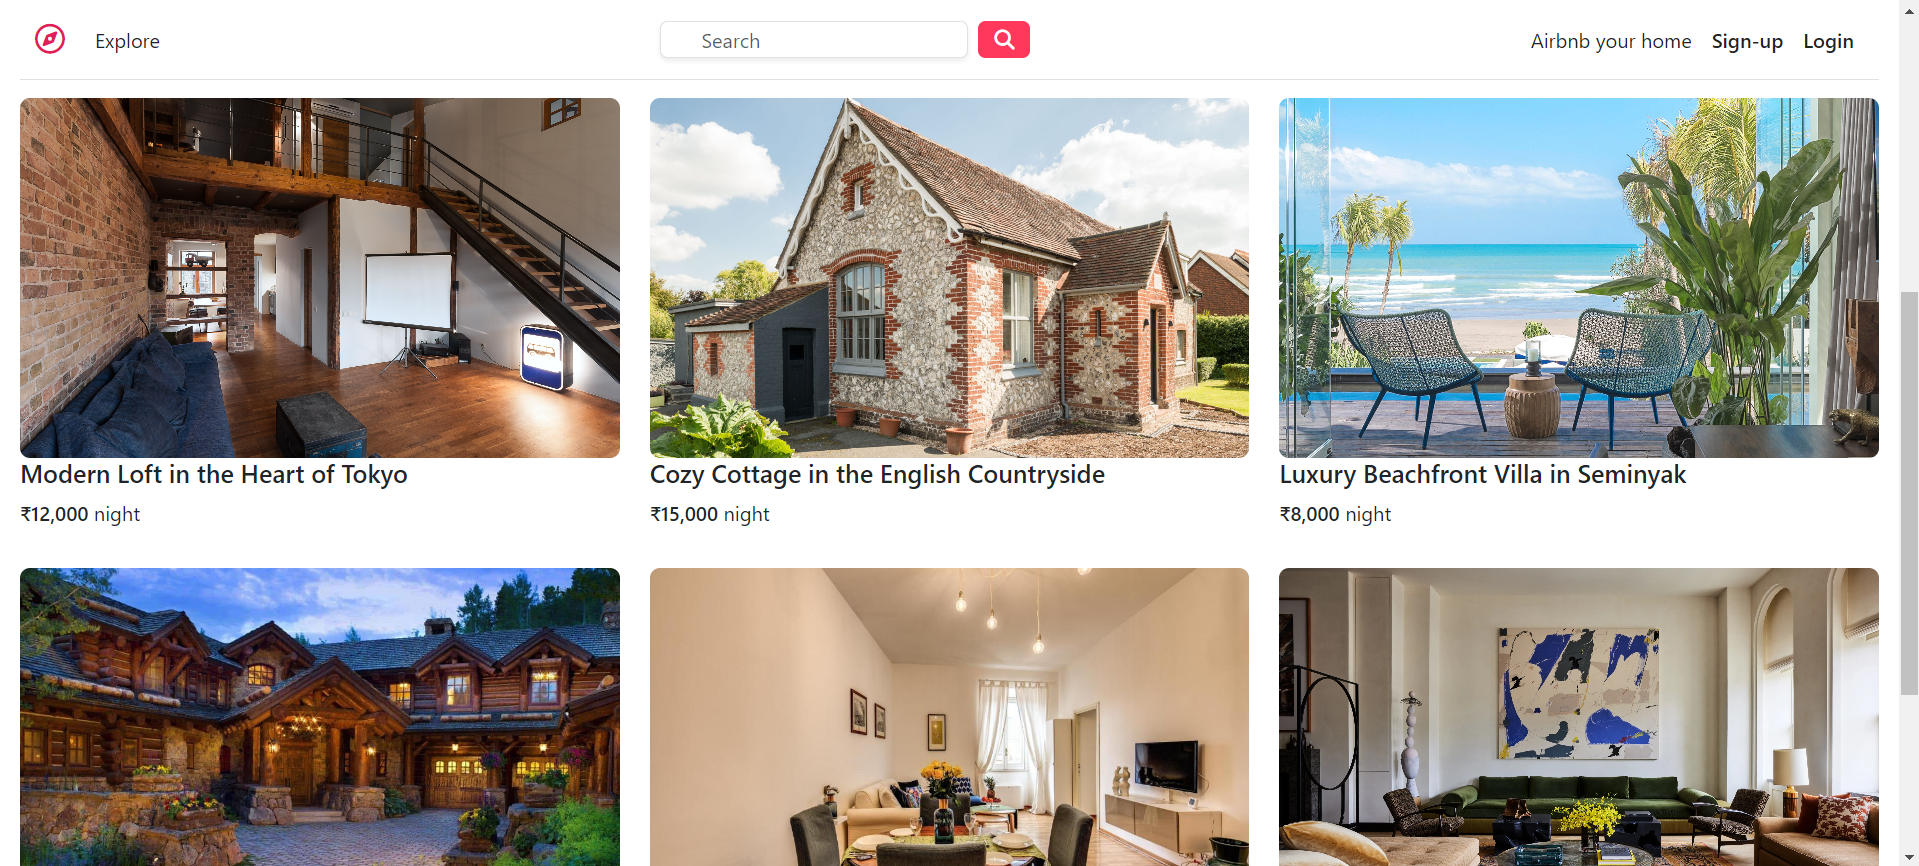 Explore
Search
Airbnb your home
Sign-up
Login
Modern Loft in the Heart of Tokyo
₹12,000 night
Cozy Cottage in the English Countryside
₹15,000 night
Luxury Beachfront Villa in Seminyak
₹8,000 night